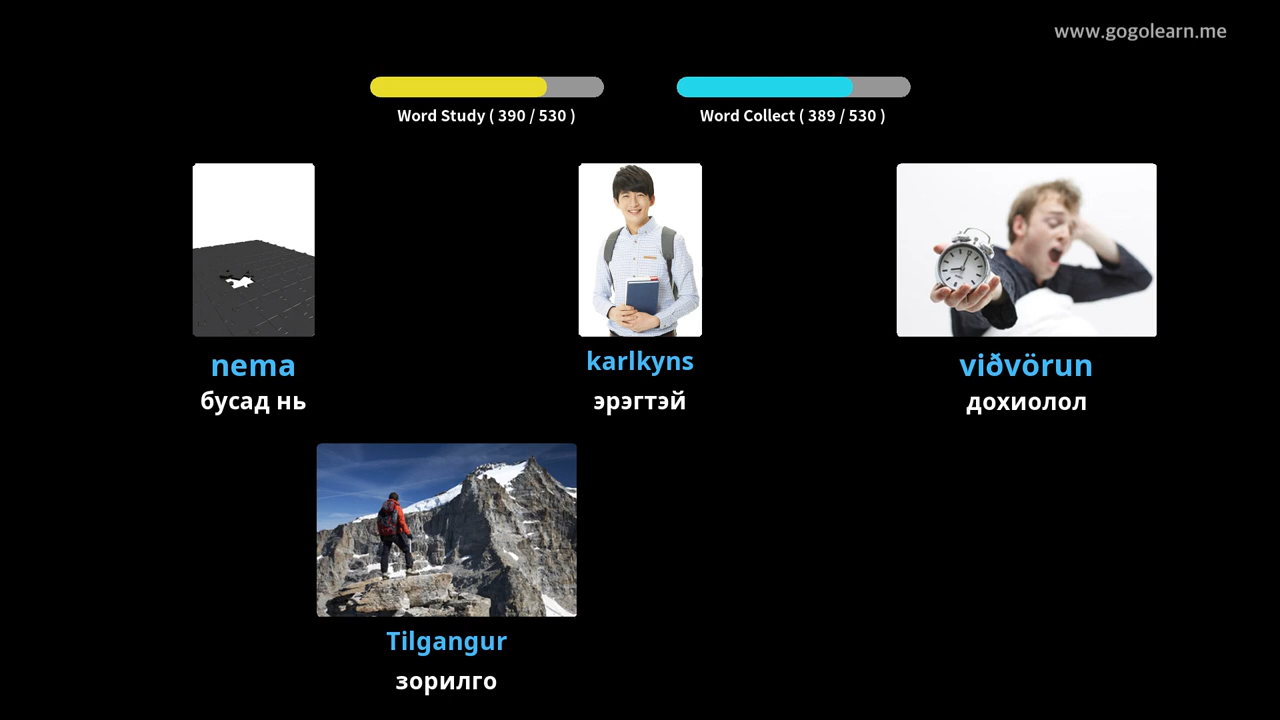 www.gogolearn.me
Word Study ( 390 / 530 )
Word Collect ( 389 / 530 )
nema
бусад нь
karlkyns
эрэгтэй
viðvörun
дохиолол
Tilgangur
зорилго